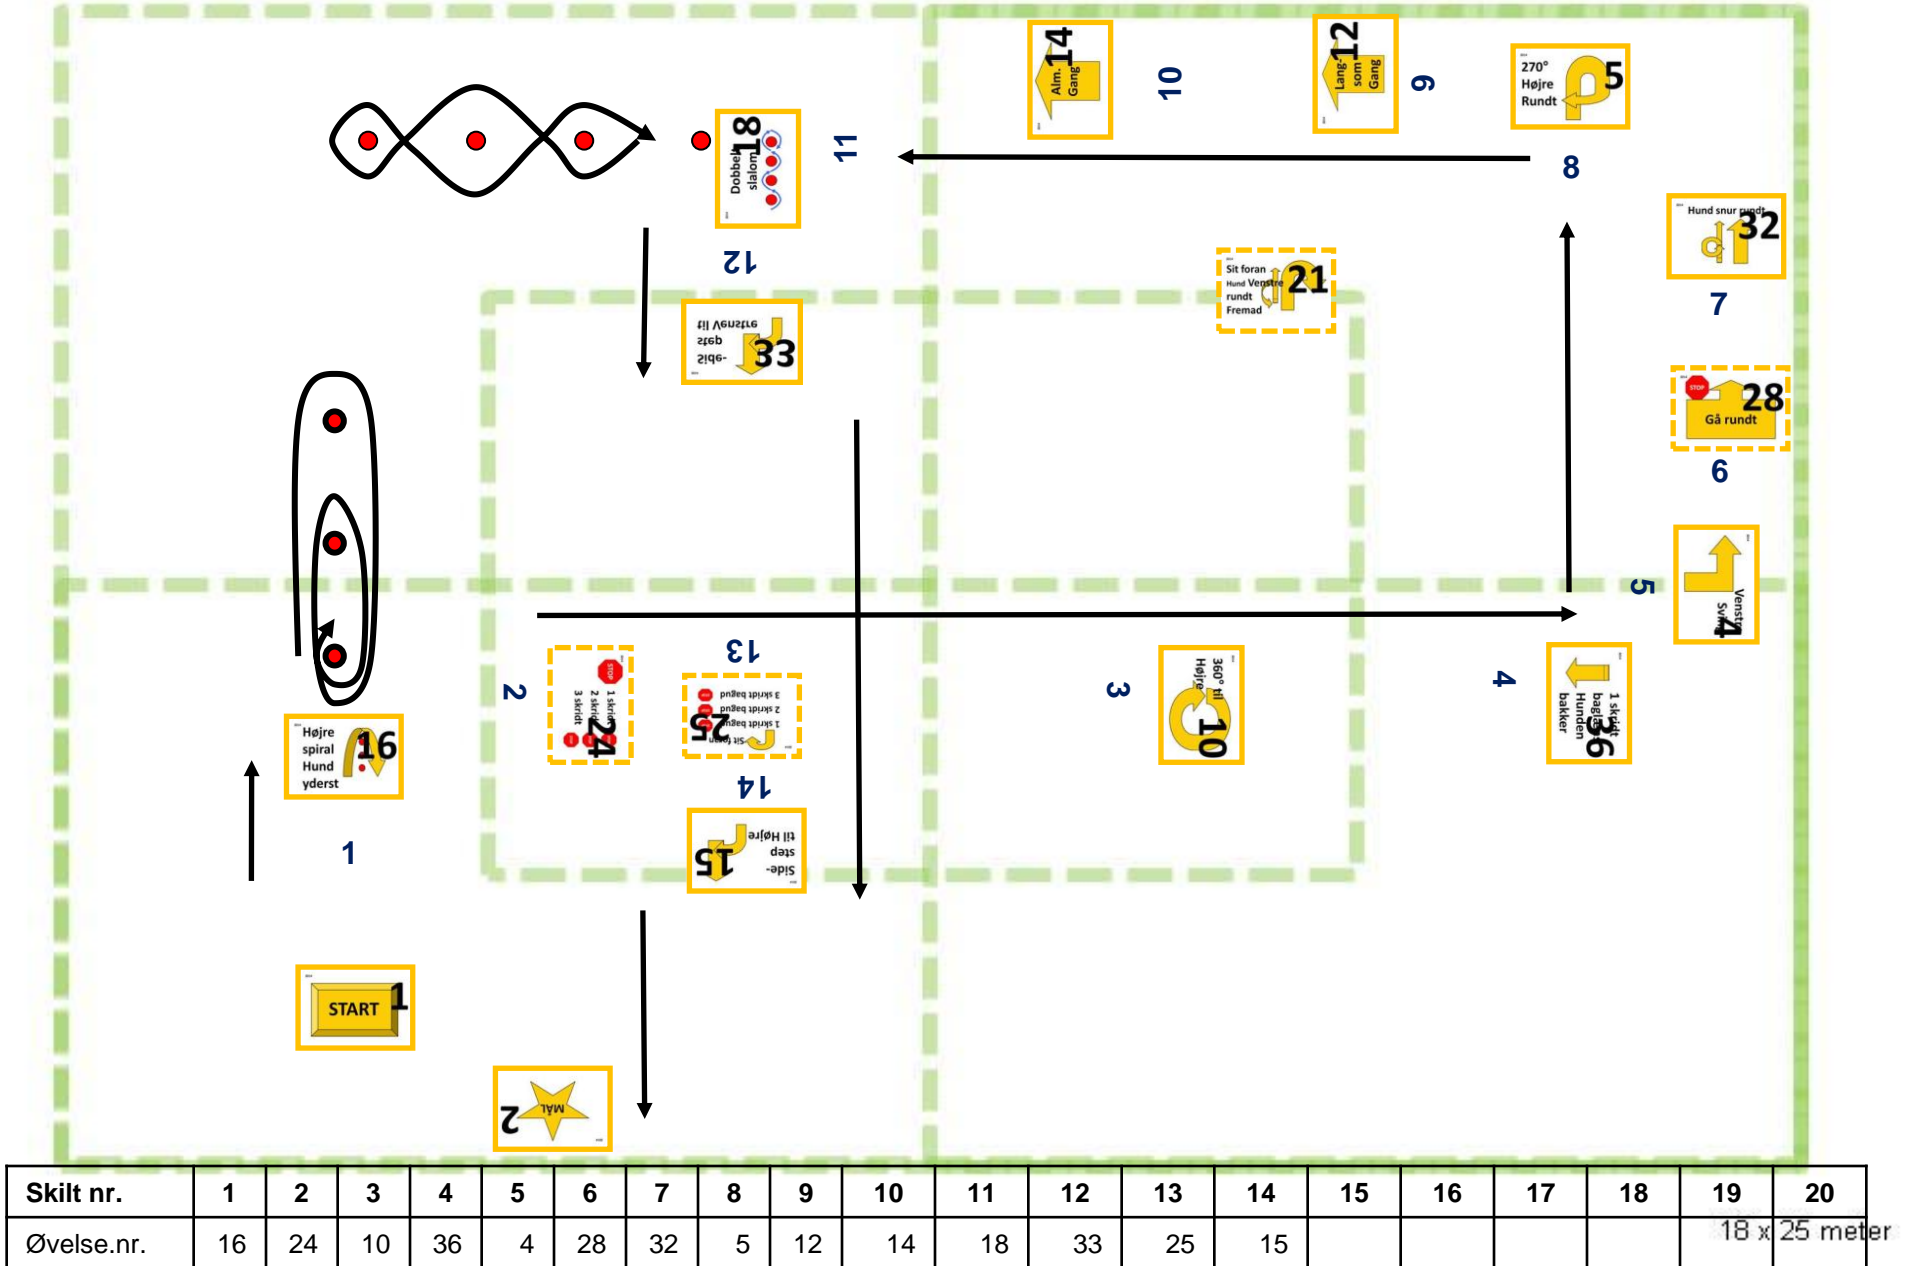 14
Alm.
Gang
10
12
Lang-
som
Gang
9
270°
Højre
Rundt
5
8
18
Dobbelt
slalom
11
Hund snur rundt
32
7
12
Sit foran
Hund Venstre
rundt
Fremad
21
Side-
step
til Venstre
33
STOP
28
Gå rundt
6
Venstre
Sving
4
5
2
STOP
1 skridt
2 skridt
3 skridt
24
13
Sit foran
1 skridt bagud
2 skridt bagud
3 skridt bagud
25
3
360° til
Højre
10
4
1 skridt
Hunden
bakker
36
Højre
spiral
Hund
yderst
16
1
14
Side-
step
til Højre
15
START
1
MÅL
2
Skilt nr. 1 2 3 4 5 6 7 8 9 10 11 12 13 14 15 16 17 18 19 20
Øvelse.nr. 16 24 10 36 4 28 32 5 12 14 18 33 25 15
18 x 25 meter